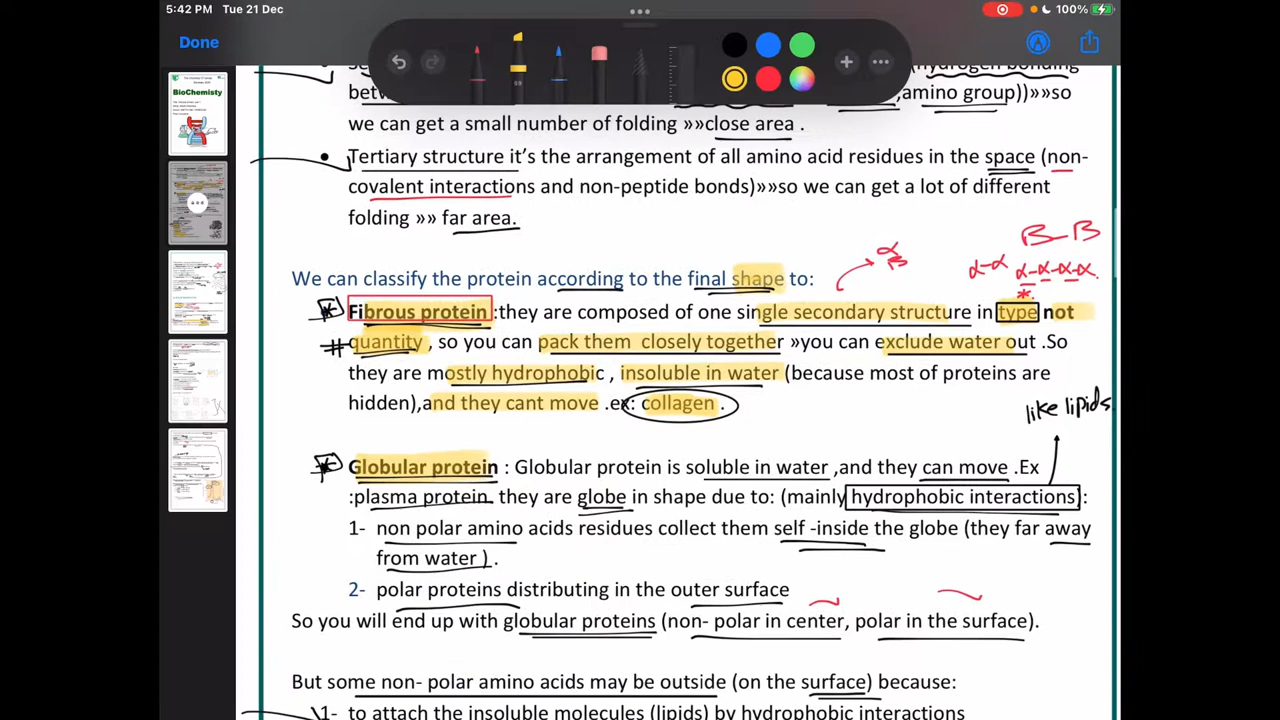 5:42 PM Tue 21 Dec
100%
Done
BioChemisty
hydrogen bonding
amino group))»»so
we can get a small number of folding »»close area .
• Tertiary structure it's the arrangement of all amino acid residues in the space (non-
covalent interactions and non-peptide bonds)»»so we can get a lot of different
folding »» far area.
B-B
α
α-α α-α-α-α.
We can classify the protein according to the final shape to:
Fibrous protein :they are composed of one single secondary structure in type not
# quantity , so you can pack them closely together »you can exclude water out .So
they are mostly hydrophobic , insoluble in water (because most of proteins are
hidden),and they cant move .ex: collagen .
like lipids
Globular protein : Globular protein is souble in water ,and they can move .Ex
:plasma protein they are glob in shape due to: (mainly hydrophobic interactions):
1- non polar amino acids residues collect them self -inside the globe (they far away
from water ) .
2- polar proteins distributing in the outer surface
So you will end up with globular proteins (non- polar in center, polar in the surface).
But some non- polar amino acids may be outside (on the surface) because:
1- to attach the insoluble molecules (lipids) by hydrophobic interactions